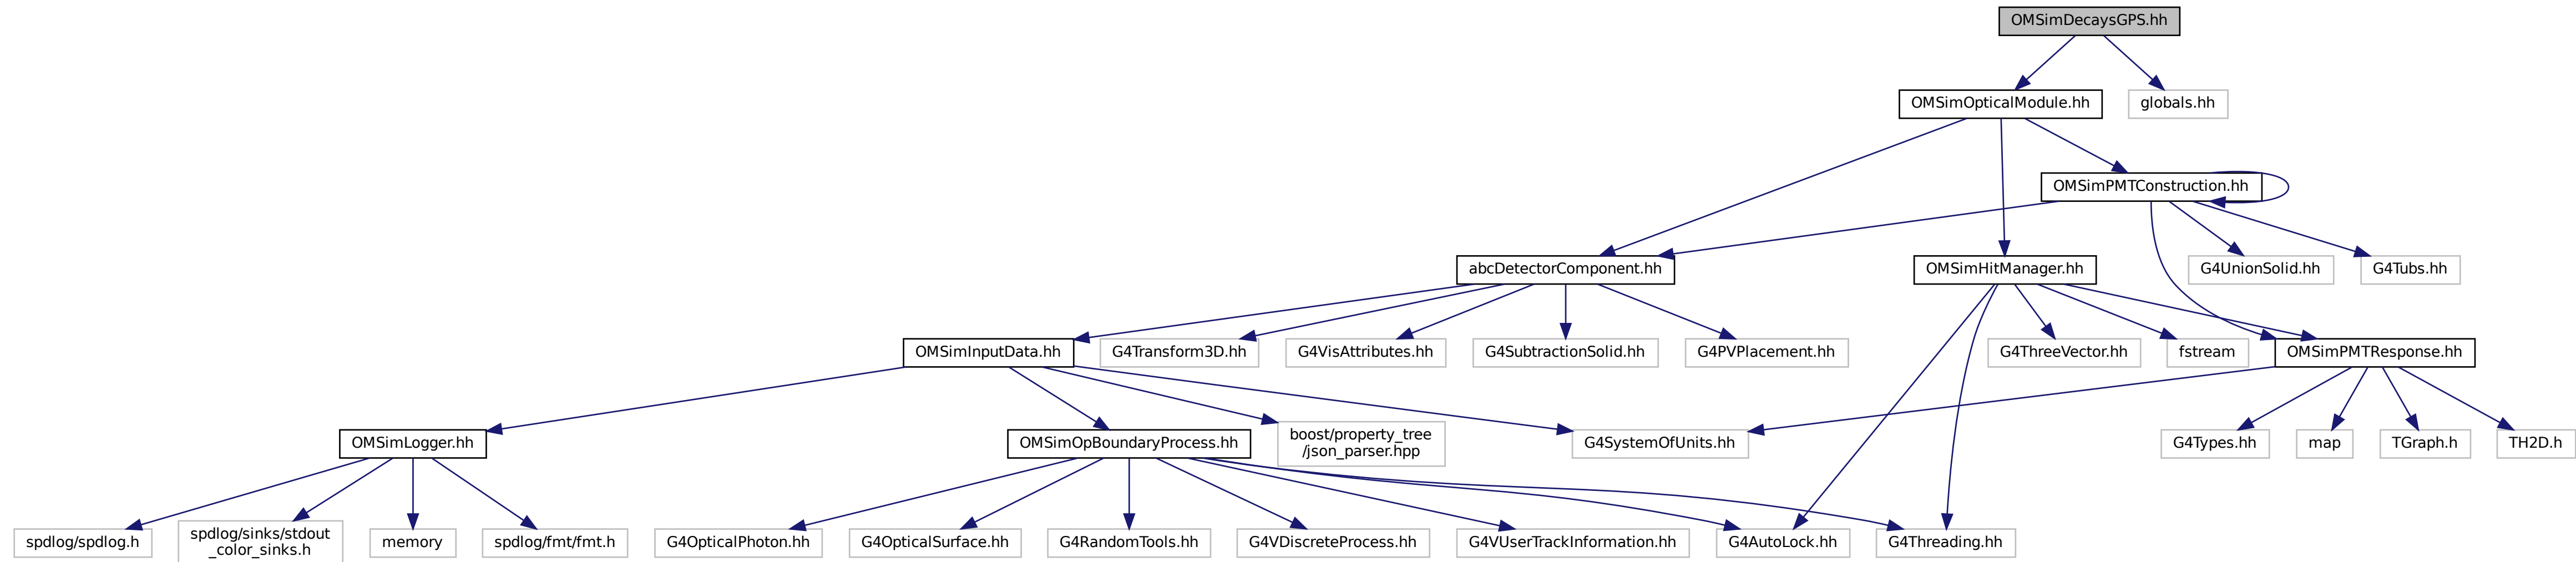 OMSimDecaysGPS.hh
OMSimOpticalModule.hh
globals.hh
OMSimPMTConstruction.hh
abcDetectorComponent.hh
OMSimHitManager.hh
G4UnionSolid.hh
G4Tubs.hh
OMSimInputData.hh
G4Transform3D.hh
G4VisAttributes.hh
G4SubtractionSolid.hh
G4PVPlacement.hh
G4ThreeVector.hh
fstream
OMSimPMTResponse.hh
OMSimLogger.hh
OMSimOpBoundaryProcess.hh
boost/property_tree
/json_parser.hpp
G4SystemOfUnits.hh
G4Types.hh
map
TGraph.h
TH2D.h
spdlog/spdlog.h
spdlog/sinks/stdout
_color_sinks.h
memory
spdlog/fmt/fmt.h
G4OpticalPhoton.hh
G4OpticalSurface.hh
G4RandomTools.hh
G4VDiscreteProcess.hh
G4VUserTrackInformation.hh
G4AutoLock.hh
G4Threading.hh